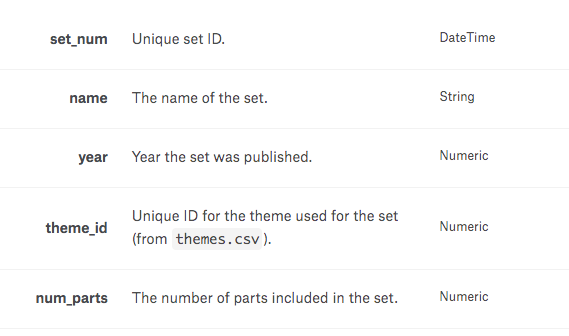 set_num Unique set ID. DateTime
name The name of the set. String
year Year the set was published. Numeric
theme_id Unique ID for the theme used for the set Numeric
(from themes.csv).
num_parts The number of parts included in the set. Numeric